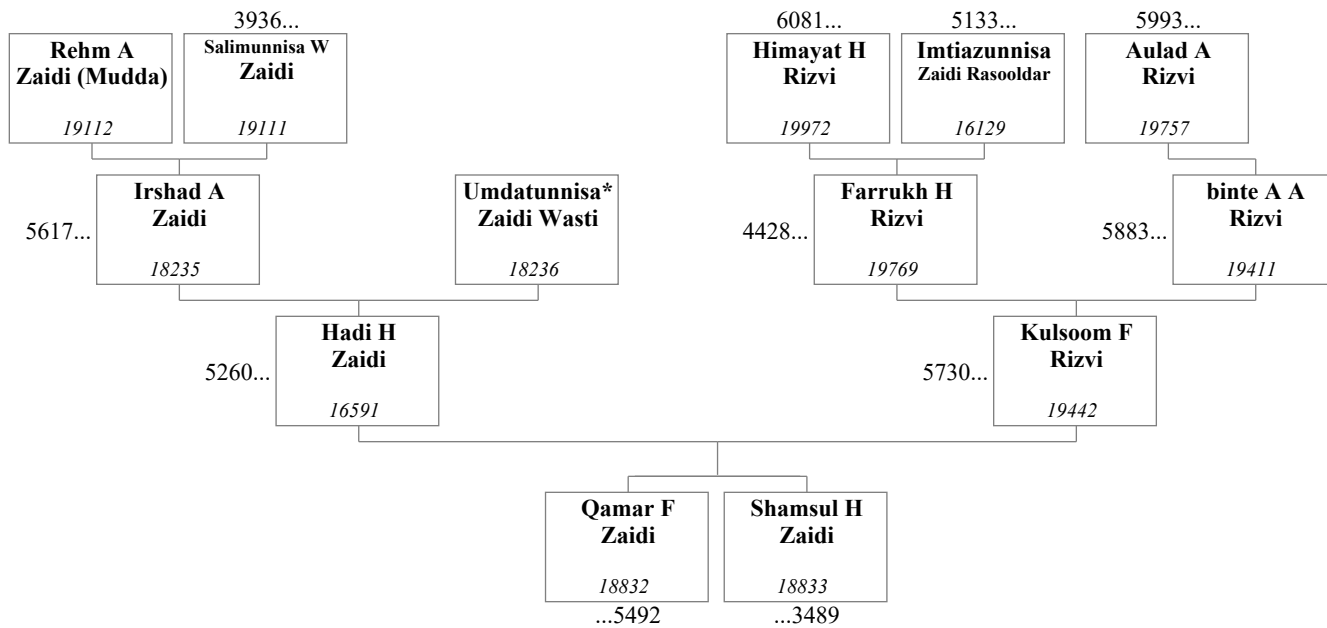 3936...
6081...
5133...
5993...
Rehm A
Zaidi (Mudda)
19112
Salimunnisa W
Zaidi
19111
Himayat H
Rizvi
19972
Imtiazunnisa
Zaidi Rasooldar
16129
Aulad A
Rizvi
19757
5617...
Irshad A
Zaidi
18235
Umdatunnisa*
Zaidi Wasti
18236
4428...
Farrukh H
Rizvi
19769
5883...
binte A A
Rizvi
19411
5260...
Hadi H
Zaidi
16591
5730...
Kulsoom F
Rizvi
19442
Qamar F
Zaidi
18832
Shamsul H
Zaidi
18833
...5492
...3489